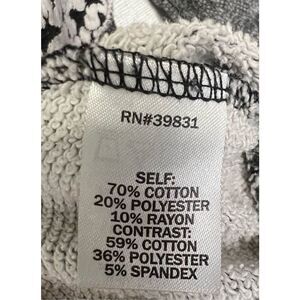 RN#39831
SELF:
70% COTTON
20% POLYESTER
10% RAYON
CONTRAST:
59% COTTON
36% POLYESTER
5% SPANDEX